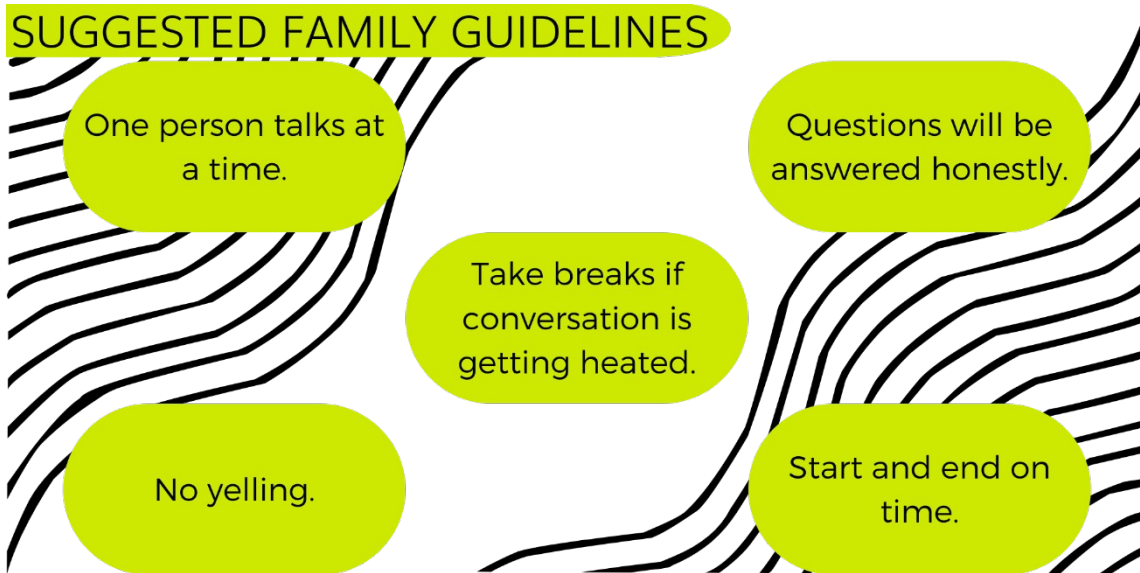 SUGGESTED FAMILY GUIDELINES
One person talks at
a time.
Questions will be
answered honestly.
Take breaks if
conversation is
getting heated.
No yelling.
Start and end on
time.